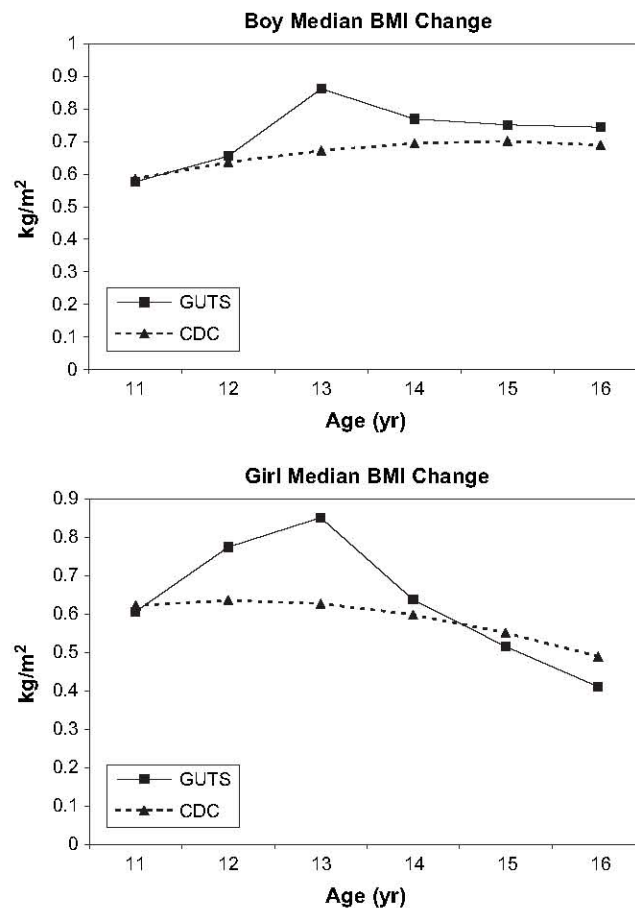 Boy Median BMI Change
1
0.9
0.8
0.7
0.6
0.5
0.4
0.3
0.2
0.1
0
kg/m²
GUTS
CDC
11 12 13 14 15 16
Age (yr)
Girl Median BMI Change
0.9
0.8
0.7
0.6
0.5
0.4
0.3
0.2
0.1
0
kg/m²
GUTS
CDC
11 12 13 14 15 16
Age (yr)